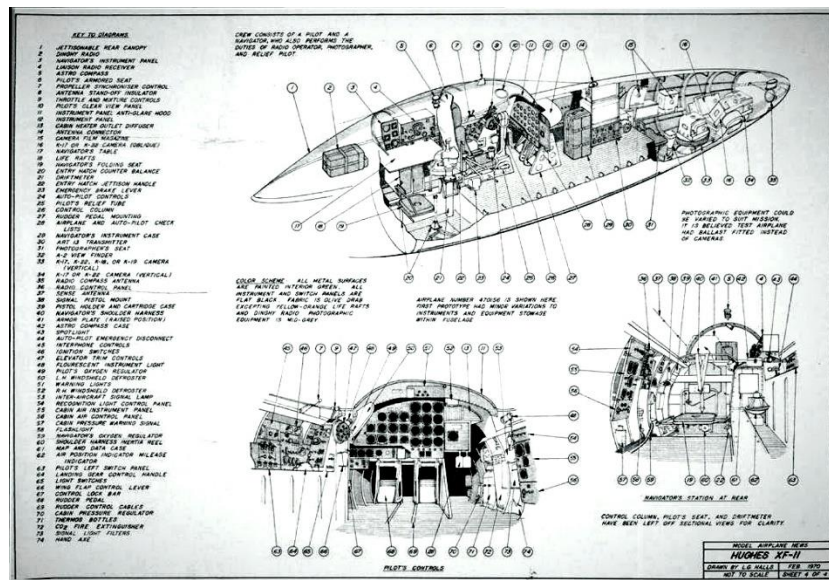 KEY TO DIAGRAMS
1 JETTISONABLE REAR CANOPY
2 DINGHY RADIO
3 NAVIGATOR'S INSTRUMENT PANEL
4 LIAISON RADIO RECEIVER
5 ASTRO COMPASS
6 PILOT'S ARMORED SEAT
7 PROPELLER SYNCHRONISER CONTROL
8 ANTENNA STAND-OFF INSULATOR
9 THROTTLE AND MIXTURE CONTROLS
10 PILOT'S CLEAR VIEW PANEL
11 INSTRUMENT PANEL ANTI-GLARE HOOD
12 INSTRUMENT PANEL
13 CABIN HEATER OUTLET DIFFUSER
14 ANTENNA CONNECTOR
15 CAMERA FILM MAGAZINE
16 K-17 OR K-22 CAMERA (OBLIQUE)
17 NAVIGATOR'S TABLE
18 LIFE RAFTS
19 NAVIGATOR'S FOLDING SEAT
20 ENTRY HATCH COUNTER BALANCE
21 DRIFTMETER
22 ENTRY HATCH JETTISON HANDLE
23 EMERGENCY BRAKE LEVER
24 AUTO-PILOT CONTROLS
25 PILOT'S RELIEF TUBE
26 CONTROL COLUMN
27 RUDDER PEDAL MOUNTING
28 AIRPLANE AND AUTO-PILOT CHECK
LISTS
29 NAVIGATOR'S INSTRUMENT CASE
30 ART 13 TRANSMITTER
31 PHOTOGRAPHER'S SEAT
32 A-2 VIEW FINDER
33 K-17, K-22, K-18, OR K-19 CAMERA
(VERTICAL)
34 K-17 OR K-22 CAMERA (VERTICAL)
35 RADIO COMPASS ANTENNA
36 RADIO CONTROL PANEL
37 SENSE ANTENNA
38 SIGNAL PISTOL MOUNT
39 PISTOL HOLDER AND CARTRIDGE CASE
40 NAVIGATOR'S SHOULDER HARNESS
41 ARMOR PLATE (RAISED POSITION)
42 ASTRO COMPASS CASE
43 SPOTLIGHT
44 AUTO-PILOT EMERGENCY DISCONNECT
45 INTERPHONE CONTROLS
46 IGNITION SWITCHES
47 ELEVATOR TRIM CONTROLS
48 FLOURESCENT INSTRUMENT LIGHT
49 PILOT'S OXYGEN REGULATOR
50 L.H WINDSHIELD DEFROSTER
51 WARNING LIGHTS
52 R.H WINDSHIELD DEFROSTER
53 INTER-AIRCRAFT SIGNAL LAMP
54 RECOGNITION LIGHT CONTROL PANEL
55 CABIN AIR INSTRUMENT PANEL
56 CABIN AIR CONTROL PANEL
57 CABIN PRESSURE WARNING SIGNAL
58 FLASHLIGHT
59 NAVIGATOR'S OXYGEN REGULATOR
60 SHOULDER HARNESS INERTIA REEL
61 MAP AND DATA CASE
62 AIR POSITION INDICATOR MILEAGE
INDICATOR
63 PILOT'S LEFT SWITCH PANEL
64 LANDING GEAR CONTROL HANDLE
65 LIGHT SWITCHES
66 WING FLAP CONTROL LEVER
67 CONTROL LOCK BAR
68 RUDDER PEDAL
69 RUDDER CONTROL CABLES
70 CABIN PRESSURE REGULATOR
71 THERMOS BOTTLES
72 CO2 FIRE EXTINGUISHER
73 SIGNAL LIGHT FILTERS
74 HAND AXE
CREW CONSISTS OF A PILOT AND A
NAVIGATOR, WHO ALSO PERFORMS THE
DUTIES OF RADIO OPERATOR, PHOTOGRAPHER,
AND RELIEF PILOT.
PHOTOGRAPHIC EQUIPMENT COULD
BE VARIED TO SUIT MISSION.
IT IS BELIEVED TEST AIRPLANE
HAD BALLAST FITTED INSTEAD
OF CAMERAS.
COLOR SCHEME ALL METAL SURFACES
ARE PAINTED INTERIOR GREEN. ALL
INSTRUMENT AND SWITCH PANELS ARE
FLAT BLACK. FABRIC IS OLIVE DRAB
EXCEPTING YELLOW-ORANGE LIFE RAFTS
AND DINGHY RADIO PHOTOGRAPHIC
EQUIPMENT IS MID-GREY
AIRPLANE NUMBER 470156 IS SHOWN HERE
FIRST PROTOTYPE HAD MINOR VARIATIONS TO
INSTRUMENTS AND EQUIPMENT STOWAGE
WITHIN FUSELAGE
PILOT'S CONTROLS
NAVIGATOR'S STATION AT REAR
CONTROL COLUMN, PILOT'S SEAT, AND DRIFTMETER
HAVE BEEN LEFT OFF SECTIONAL VIEWS FOR CLARITY.
MODEL AIRPLANE NEWS
HUGHES XF-11
DRAWN BY L.G HALLS FEB 1970
NOT TO SCALE SHEET 4 OF 4